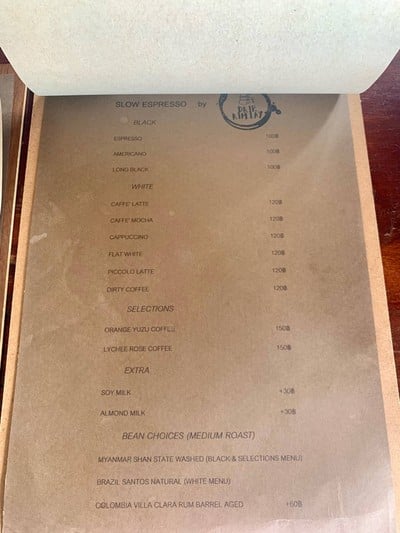 SLOW ESPRESSO by
BLACK
ESPRESSO 100฿
AMERICANO 100฿
LONG BLACK 100฿
WHITE
CAFFE' LATTE 120฿
CAFFE' MOCHA 120฿
CAPPUCCINO 120฿
FLAT WHITE 120฿
PICCOLO LATTE 120฿
DIRTY COFFEE 120฿
SELECTIONS
ORANGE YUZU COFFEE 150฿
LYCHEE ROSE COFFEE 150฿
EXTRA
SOY MILK +30฿
ALMOND MILK +30฿
BEAN CHOICES (MEDIUM ROAST)
MYANMAR SHAN STATE WASHED (BLACK & SELECTIONS MENU)
BRAZIL SANTOS NATURAL (WHITE MENU)
COLOMBIA VILLA CLARA RUM BARREL AGED +50฿